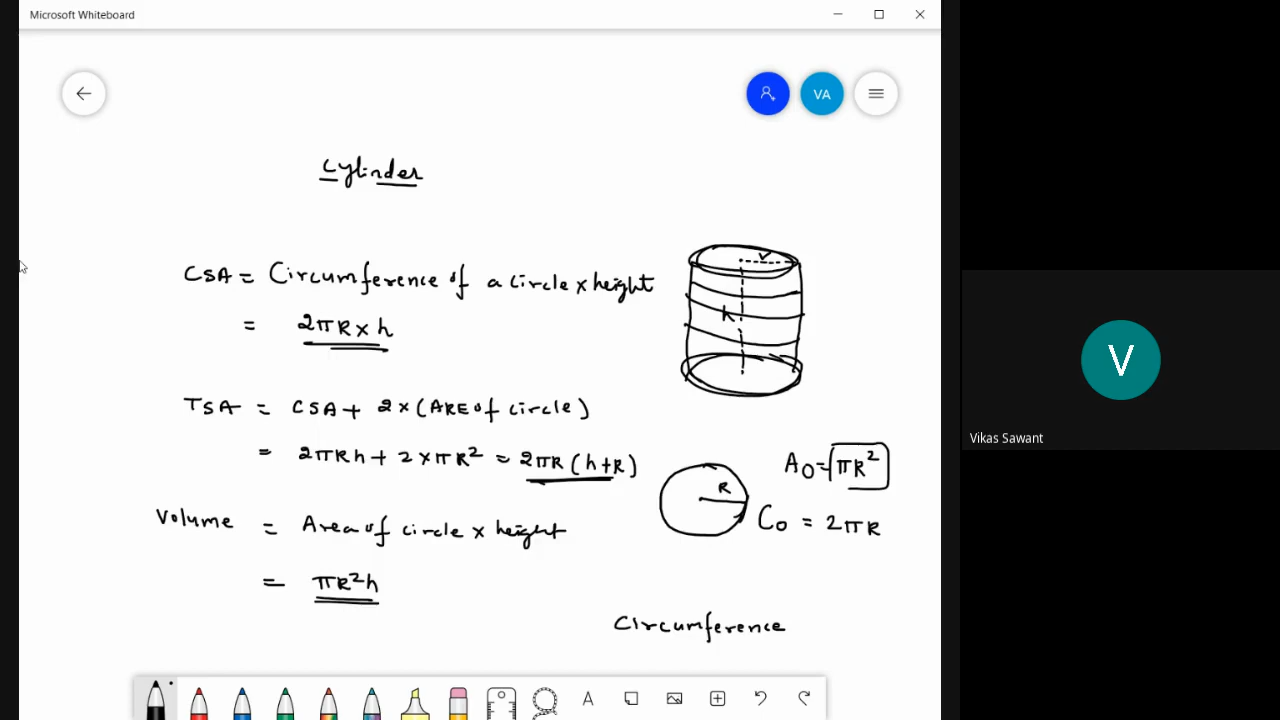 Microsoft Whiteboard
VA
Cylinder
CSA = Circumference of a circle × height
= 2πR × h
r
h
TSA = CSA + 2 × (AREA of circle)
= 2πRh + 2 × πR² = 2πR (h+R)
R
A○ = πR²
C○ = 2πR
Volume = Area of circle × height
= πR²h
Circumference
A
V
Vikas Sawant